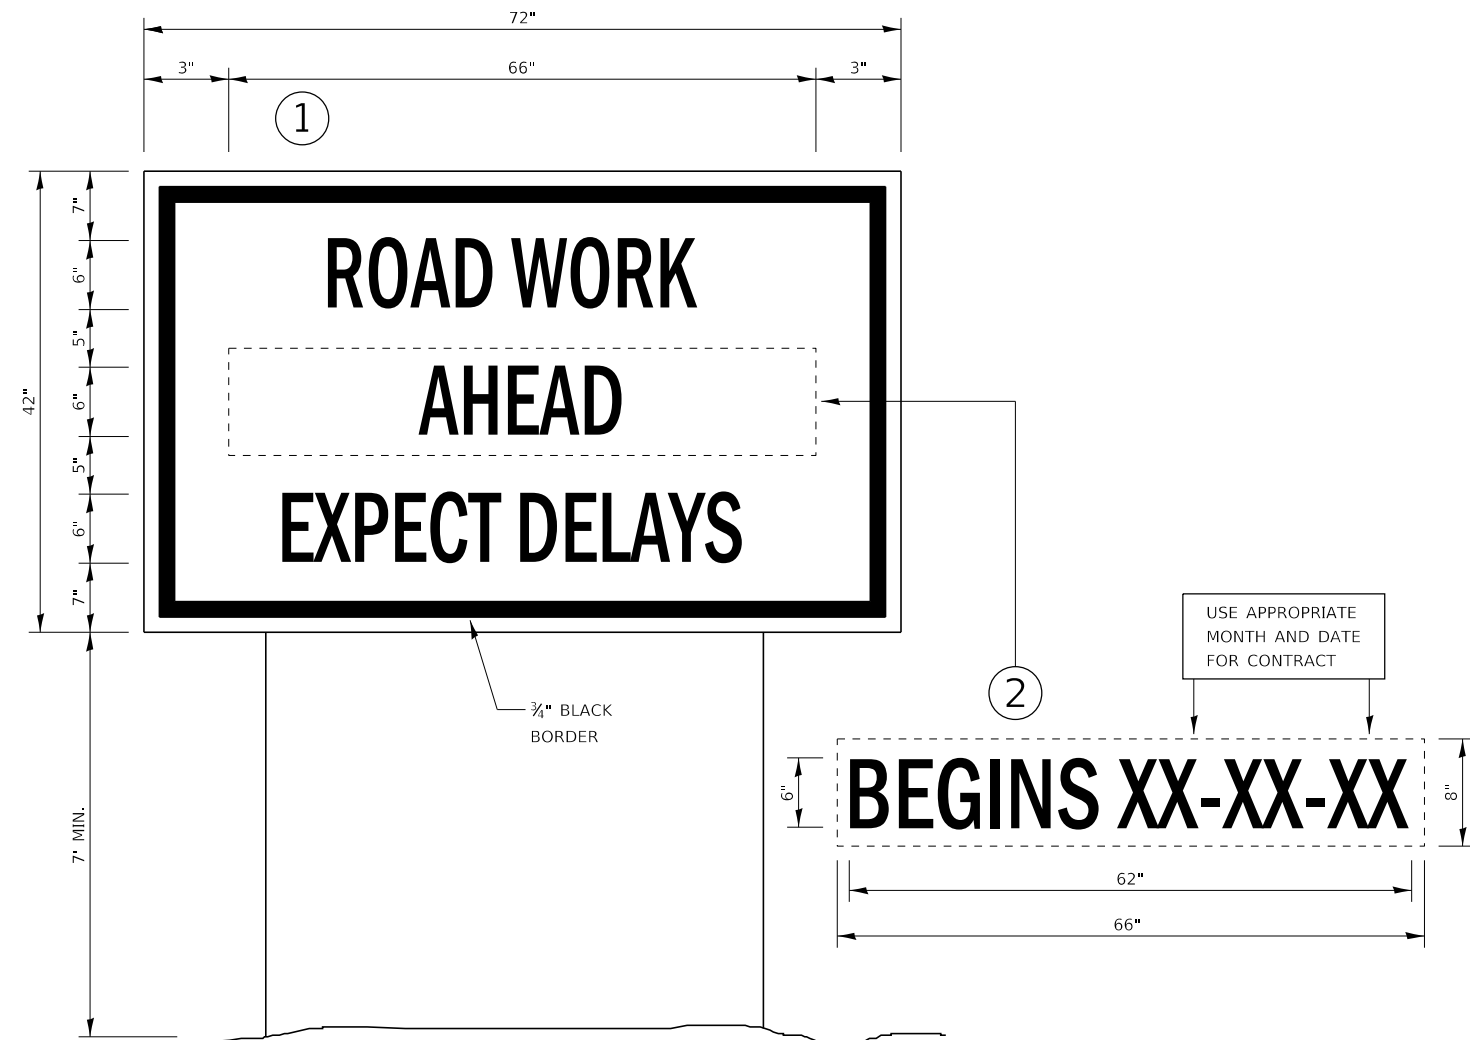 72"
3" 66" 3"
1
7"
ROAD WORK
6"
5"
AHEAD
6"
42"
5"
EXPECT DELAYS
6"
7"
¾" BLACK
BORDER
7' MIN.
2
USE APPROPRIATE
MONTH AND DATE
FOR CONTRACT
BEGINS XX-XX-XX
6"
8"
62"
66"